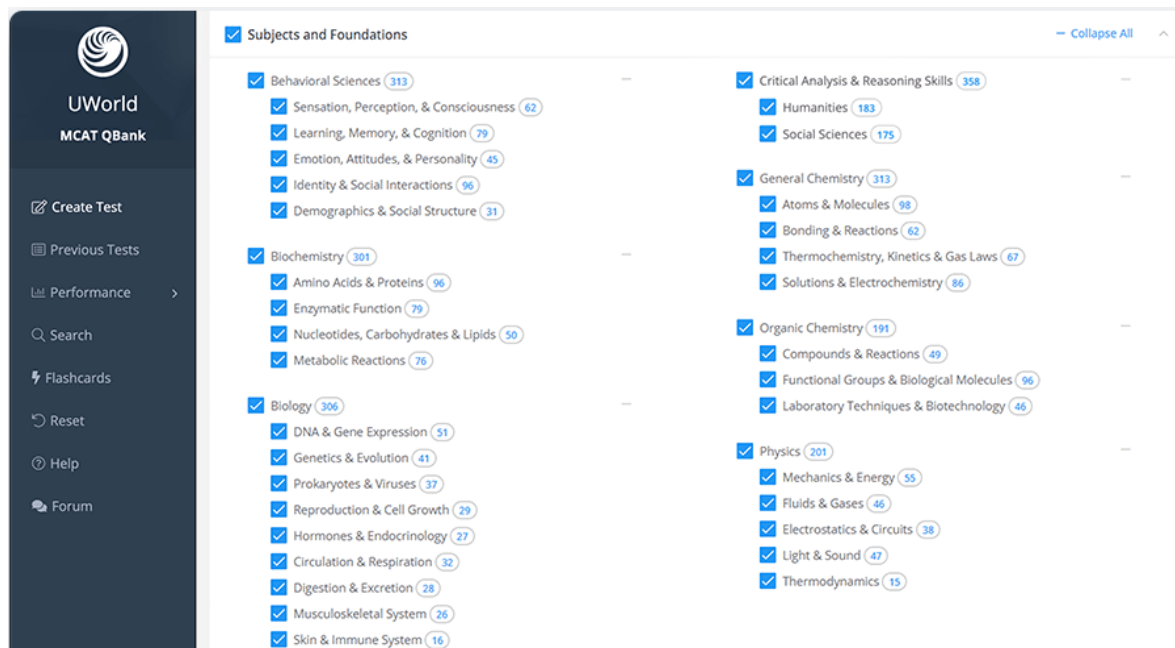 UWorld
MCAT QBank
Create Test
Previous Tests
Performance
Search
Flashcards
Reset
Help
Forum
Subjects and Foundations
Collapse All
Behavioral Sciences 313
Sensation, Perception, & Consciousness 62
Learning, Memory, & Cognition 79
Emotion, Attitudes, & Personality 45
Identity & Social Interactions 96
Demographics & Social Structure 31
Biochemistry 301
Amino Acids & Proteins 96
Enzymatic Function 79
Nucleotides, Carbohydrates & Lipids 50
Metabolic Reactions 76
Biology 306
DNA & Gene Expression 51
Genetics & Evolution 41
Prokaryotes & Viruses 37
Reproduction & Cell Growth 29
Hormones & Endocrinology 27
Circulation & Respiration 32
Digestion & Excretion 28
Musculoskeletal System 26
Skin & Immune System 16
Critical Analysis & Reasoning Skills 358
Humanities 183
Social Sciences 175
General Chemistry 313
Atoms & Molecules 98
Bonding & Reactions 62
Thermochemistry, Kinetics & Gas Laws 67
Solutions & Electrochemistry 86
Organic Chemistry 191
Compounds & Reactions 49
Functional Groups & Biological Molecules 96
Laboratory Techniques & Biotechnology 46
Physics 201
Mechanics & Energy 55
Fluids & Gases 46
Electrostatics & Circuits 38
Light & Sound 47
Thermodynamics 15